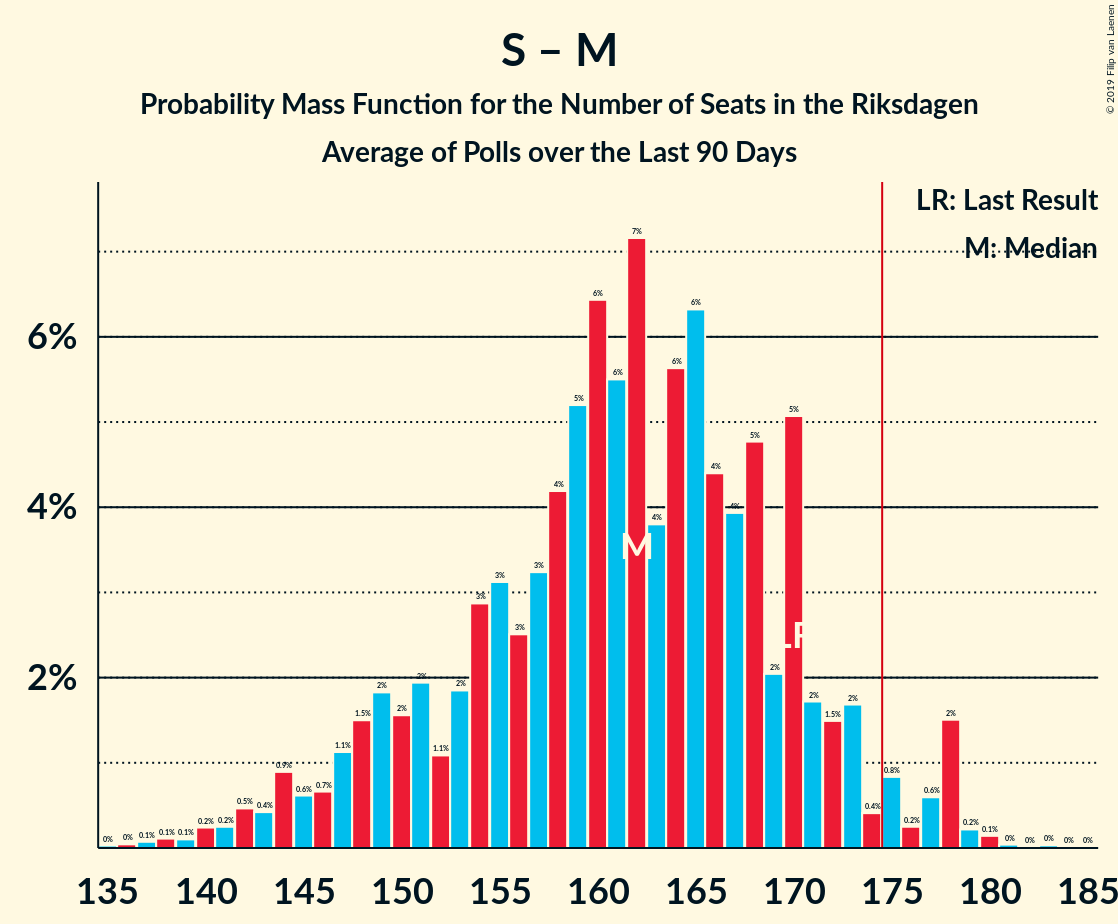 S – M
Probability Mass Function for the Number of Seats in the Riksdagen
Average of Polls over the Last 90 Days
© 2019 Filip van Laenen
LR: Last Result
M: Median
6%
4%
2%
0% 0% 0.1% 0.1% 0.1% 0.2% 0.2% 0.5% 0.4% 0.9% 0.6% 0.7% 1.1% 1.5% 2% 2% 2% 1.1% 2% 3% 3% 3% 3% 4% 5% 6% 6% 7% 4% 6% 6% 4% 4% 5% 2% 5% 2% 1.5% 2% 0.4% 0.8% 0.2% 0.6% 2% 0.2% 0.1% 0% 0% 0% 0% 0%
M
LR
135 140 145 150 155 160 165 170 175 180 185